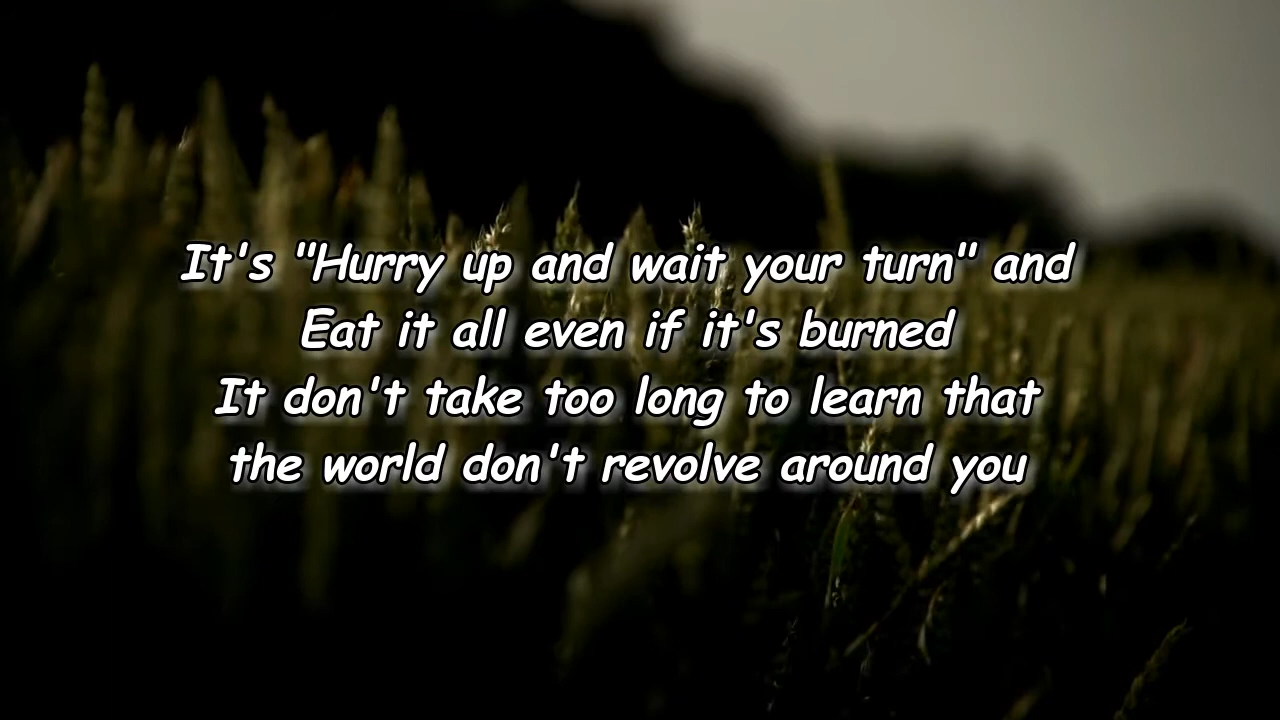 It's "Hurry up and wait your turn" and
Eat it all even if it's burned
It don't take too long to learn that
the world don't revolve around you